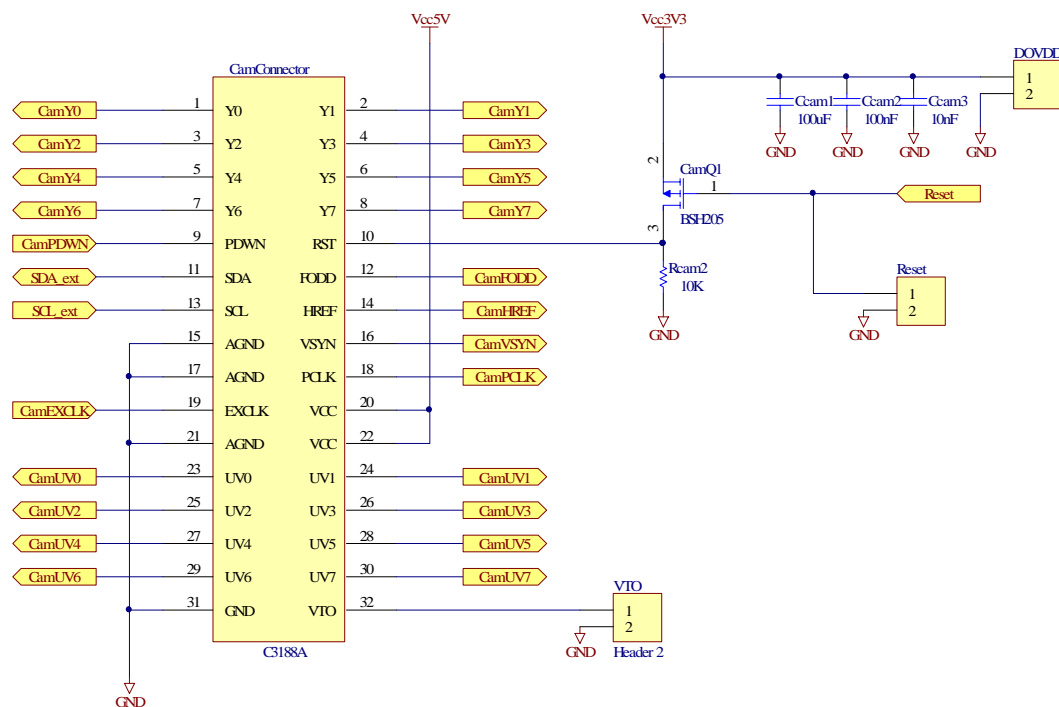 Vcc5V
Vcc3V3
DOVDD
CamConnector
1
2
Ccam1
100uF
Ccam2
100nF
Ccam3
10nF
GND
GND
GND
GND
CamY0 1 Y0 Y1 2 CamY1
CamY2 3 Y2 Y3 4 CamY3
CamY4 5 Y4 Y5 6 CamY5
CamY6 7 Y6 Y7 8 CamY7
CamPDWN 9 PDWN RST 10
SDA_ext 11 SDA FODD 12 CamFODD
SCL_ext 13 SCL HREF 14 CamHREF
15 AGND VSYN 16 CamVSYN
17 AGND PCLK 18 CamPCLK
CamEXCLK 19 EXCLK VCC 20
21 AGND VCC 22
CamUV0 23 UV0 UV1 24 CamUV1
CamUV2 25 UV2 UV3 26 CamUV3
CamUV4 27 UV4 UV5 28 CamUV5
CamUV6 29 UV6 UV7 30 CamUV7
31 GND VTO 32
C3188A
GND
2
CamQ1
1
BSH205
3
Reset
Rcam2
10K
GND
Reset
1
2
GND
VTO
1
2
GND
Header 2